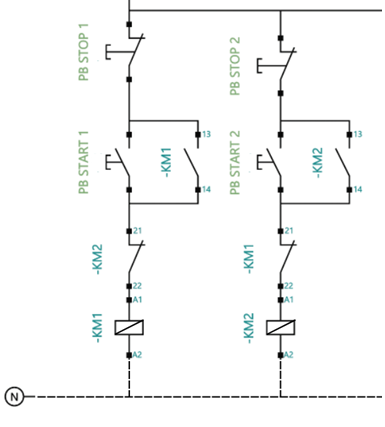 PB STOP 1
PB STOP 2
PB START 1
-KM1
13
14
PB START 2
-KM2
13
14
-KM2
21
22
-KM1
21
22
-KM1
A1
A2
-KM2
A1
A2
N